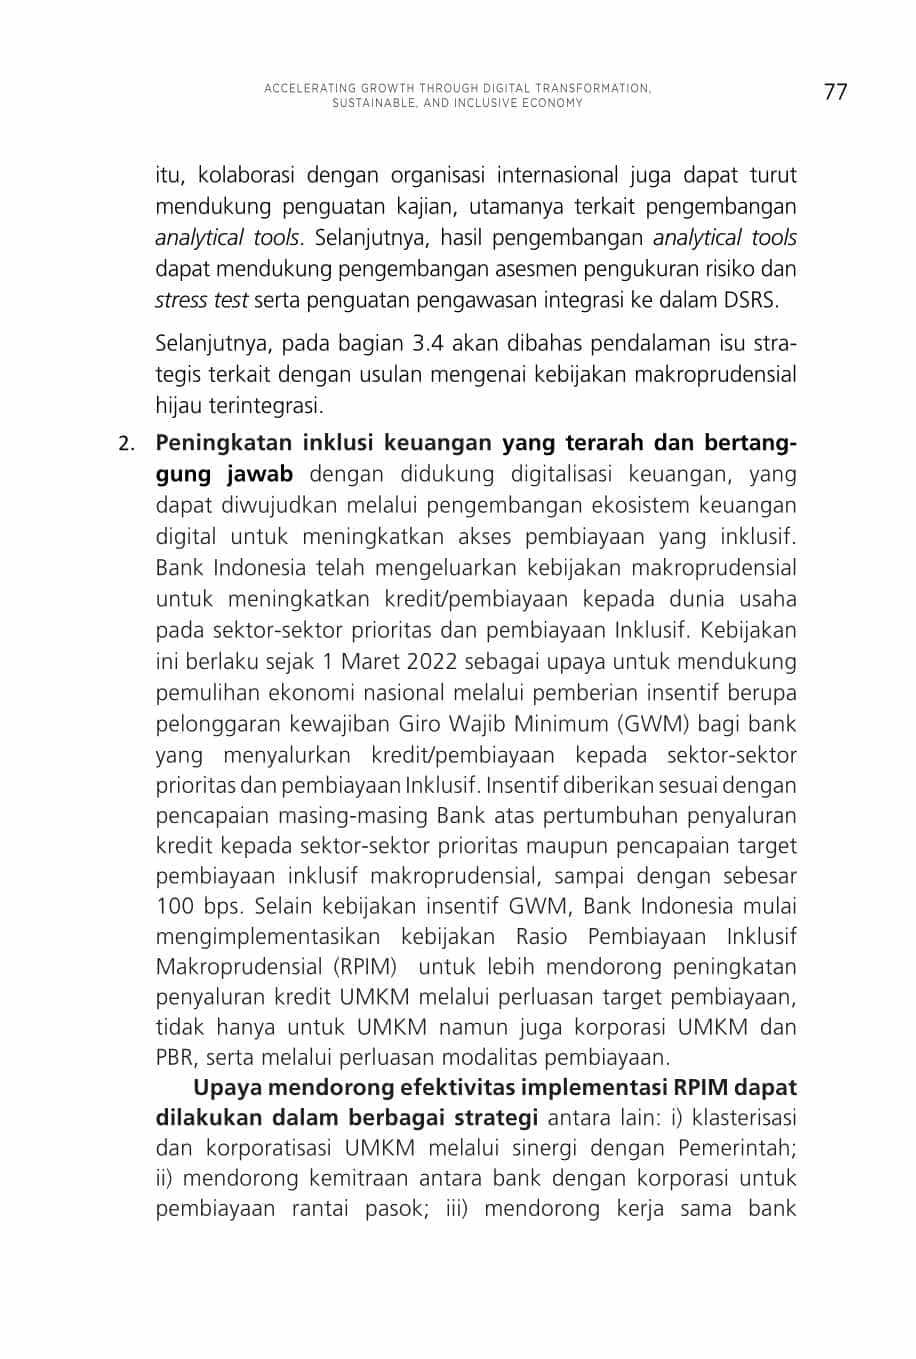 ACCELERATING GROWTH THROUGH DIGITAL TRANSFORMATION,
SUSTAINABLE, AND INCLUSIVE ECONOMY
77
itu, kolaborasi dengan organisasi internasional juga dapat turut
mendukung penguatan kajian, utamanya terkait pengembangan
analytical tools. Selanjutnya, hasil pengembangan analytical tools
dapat mendukung pengembangan asesmen pengukuran risiko dan
stress test serta penguatan pengawasan integrasi ke dalam DSRS.
Selanjutnya, pada bagian 3.4 akan dibahas pendalaman isu stra-
tegis terkait dengan usulan mengenai kebijakan makroprudensial
hijau terintegrasi.
2. Peningkatan inklusi keuangan yang terarah dan bertang-
gung jawab dengan didukung digitalisasi keuangan, yang
dapat diwujudkan melalui pengembangan ekosistem keuangan
digital untuk meningkatkan akses pembiayaan yang inklusif.
Bank Indonesia telah mengeluarkan kebijakan makroprudensial
untuk meningkatkan kredit/pembiayaan kepada dunia usaha
pada sektor-sektor prioritas dan pembiayaan Inklusif. Kebijakan
ini berlaku sejak 1 Maret 2022 sebagai upaya untuk mendukung
pemulihan ekonomi nasional melalui pemberian insentif berupa
pelonggaran kewajiban Giro Wajib Minimum (GWM) bagi bank
yang menyalurkan kredit/pembiayaan kepada sektor-sektor
prioritas dan pembiayaan Inklusif. Insentif diberikan sesuai dengan
pencapaian masing-masing Bank atas pertumbuhan penyaluran
kredit kepada sektor-sektor prioritas maupun pencapaian target
pembiayaan inklusif makroprudensial, sampai dengan sebesar
100 bps. Selain kebijakan insentif GWM, Bank Indonesia mulai
mengimplementasikan kebijakan Rasio Pembiayaan Inklusif
Makroprudensial (RPIM) untuk lebih mendorong peningkatan
penyaluran kredit UMKM melalui perluasan target pembiayaan,
tidak hanya untuk UMKM namun juga korporasi UMKM dan
PBR, serta melalui perluasan modalitas pembiayaan.
Upaya mendorong efektivitas implementasi RPIM dapat
dilakukan dalam berbagai strategi antara lain: i) klasterisasi
dan korporatisasi UMKM melalui sinergi dengan Pemerintah;
ii) mendorong kemitraan antara bank dengan korporasi untuk
pembiayaan rantai pasok; iii) mendorong kerja sama bank